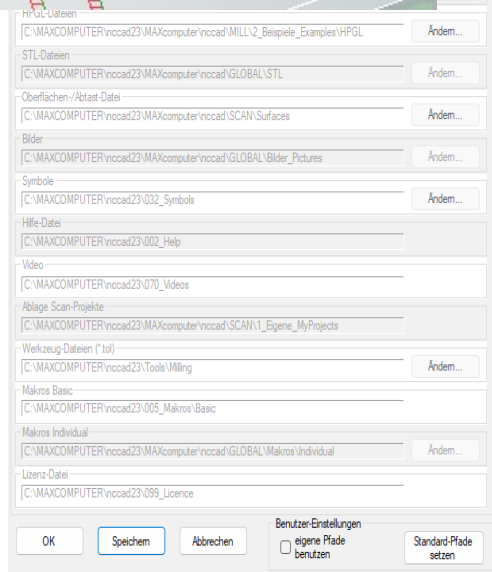 HPGL-Dateien
C:\MAXCOMPUTER\nccad23\MAXcomputer\nccad\MILL\2_Beispiele_Examples\HPGL
Ändern...
STL-Dateien
C:\MAXCOMPUTER\nccad23\MAXcomputer\nccad\GLOBAL\STL
Ändern...
Oberflächen-/Abtast-Datei
C:\MAXCOMPUTER\nccad23\MAXcomputer\nccad\SCAN\Surfaces
Ändern...
Bilder
C:\MAXCOMPUTER\nccad23\MAXcomputer\nccad\GLOBAL\Bilder_Pictures
Ändern...
Symbole
C:\MAXCOMPUTER\nccad23\032_Symbols
Ändern...
Hilfe-Datei
C:\MAXCOMPUTER\nccad23\002_Help
Video
C:\MAXCOMPUTER\nccad23\070_Videos
Ablage Scan-Projekte
C:\MAXCOMPUTER\nccad23\MAXcomputer\nccad\SCAN\1_Eigene_MyProjects
Werkzeug-Dateien (*.tol)
C:\MAXCOMPUTER\nccad23\Tools\Milling
Ändern...
Makros Basic
C:\MAXCOMPUTER\nccad23\005_Makros\Basic
Makros Individual
C:\MAXCOMPUTER\nccad23\MAXcomputer\nccad\GLOBAL\Makros\Individual
Ändern...
Lizenz-Datei
C:\MAXCOMPUTER\nccad23\099_Licence
OK
Speichern
Abbrechen
Benutzer-Einstellungen
eigene Pfade
benutzen
Standard-Pfade
setzen